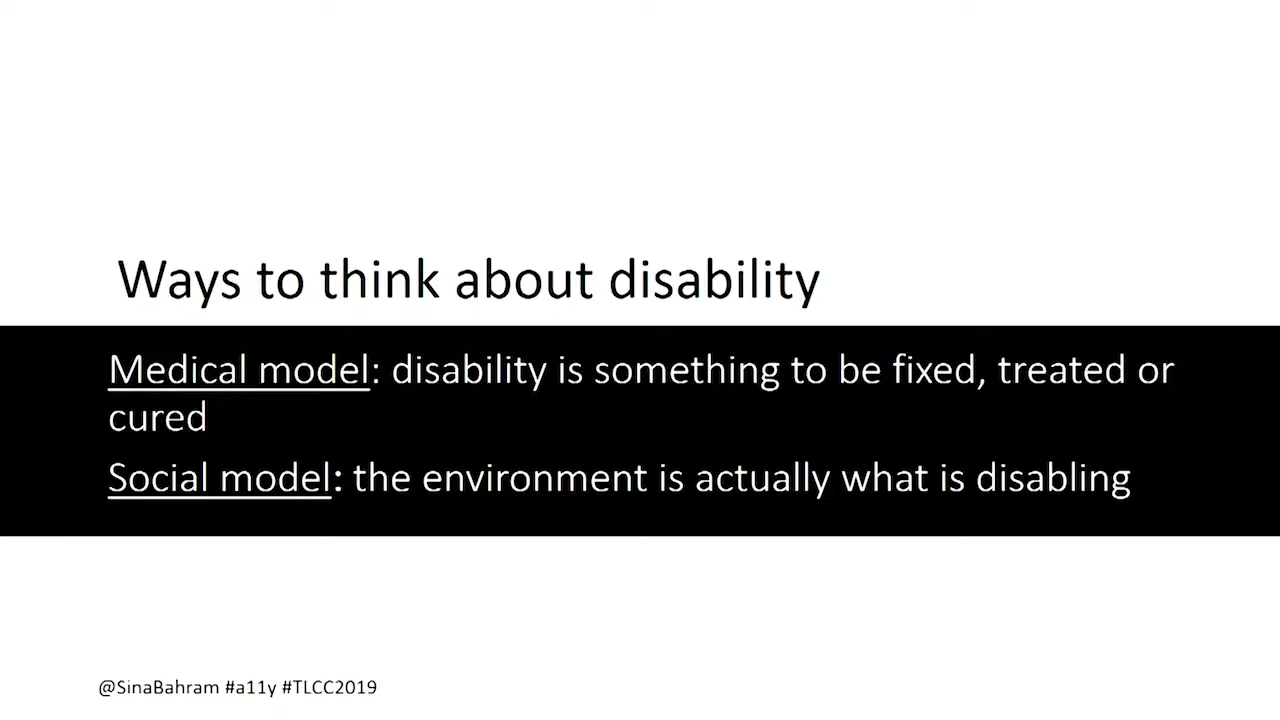 Ways to think about disability
Medical model: disability is something to be fixed, treated or
cured
Social model: the environment is actually what is disabling
@SinaBahram #a11y #TLCC2019